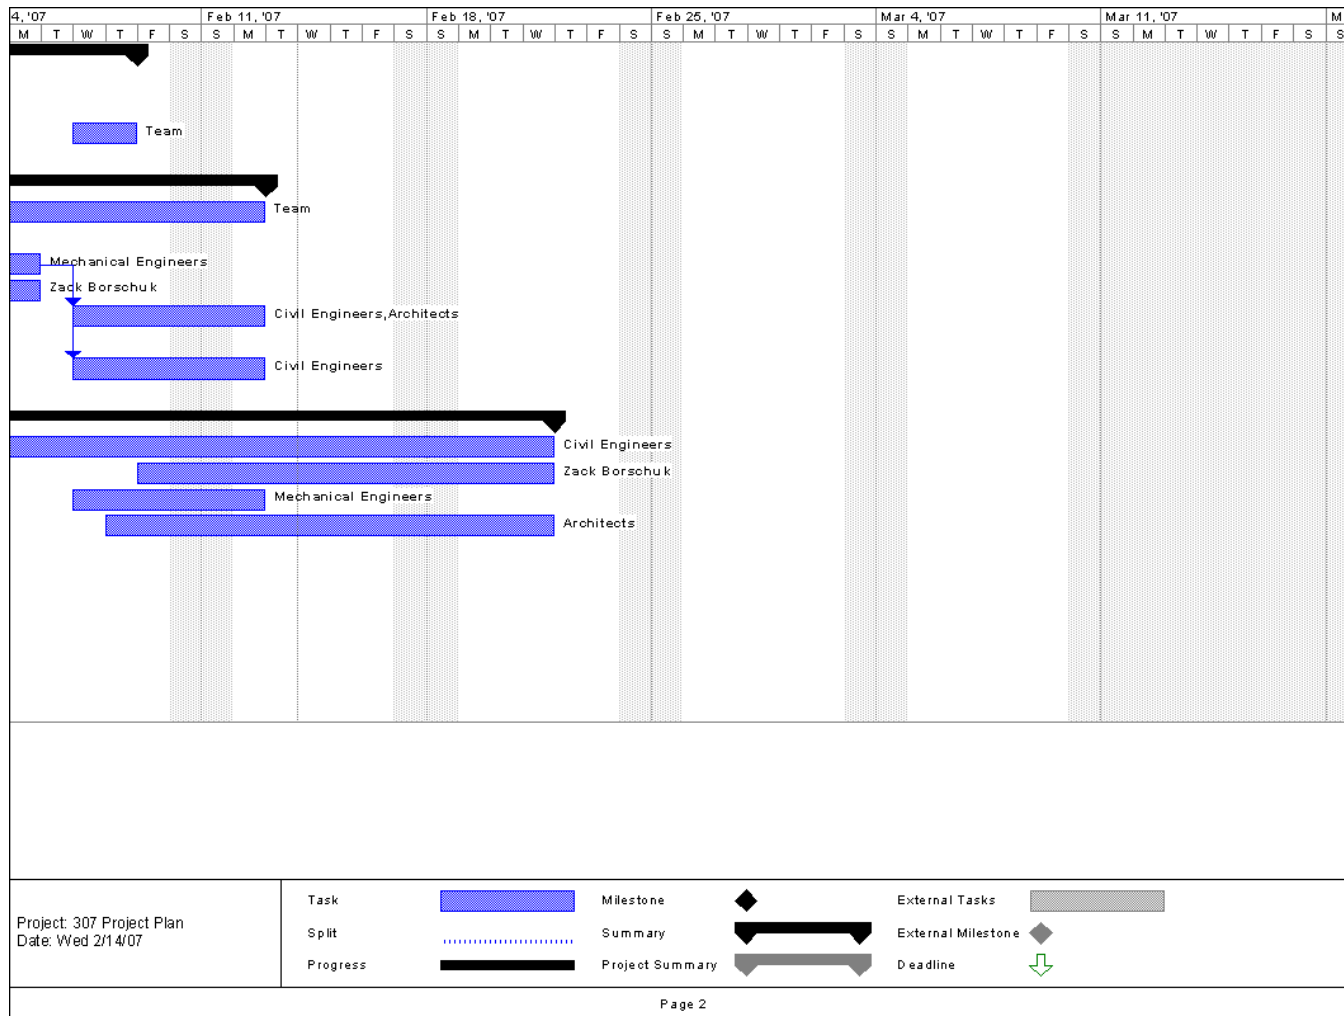 4, '07 Feb 11, '07 Feb 18, '07 Feb 25, '07 Mar 4, '07 Mar 11, '07 M
M T W T F S S M T W T F S S M T W T F S S M T W T F S S M T W T F S S M T W T F S S
Team
Team
Mechanical Engineers
Zack Borschuk
Civil Engineers,Architects
Civil Engineers
Civil Engineers
Zack Borschuk
Mechanical Engineers
Architects
Project: 307 Project Plan
Date: Wed 2/14/07
Task Milestone External Tasks
Split Summary External Milestone
Progress Project Summary Deadline
Page 2